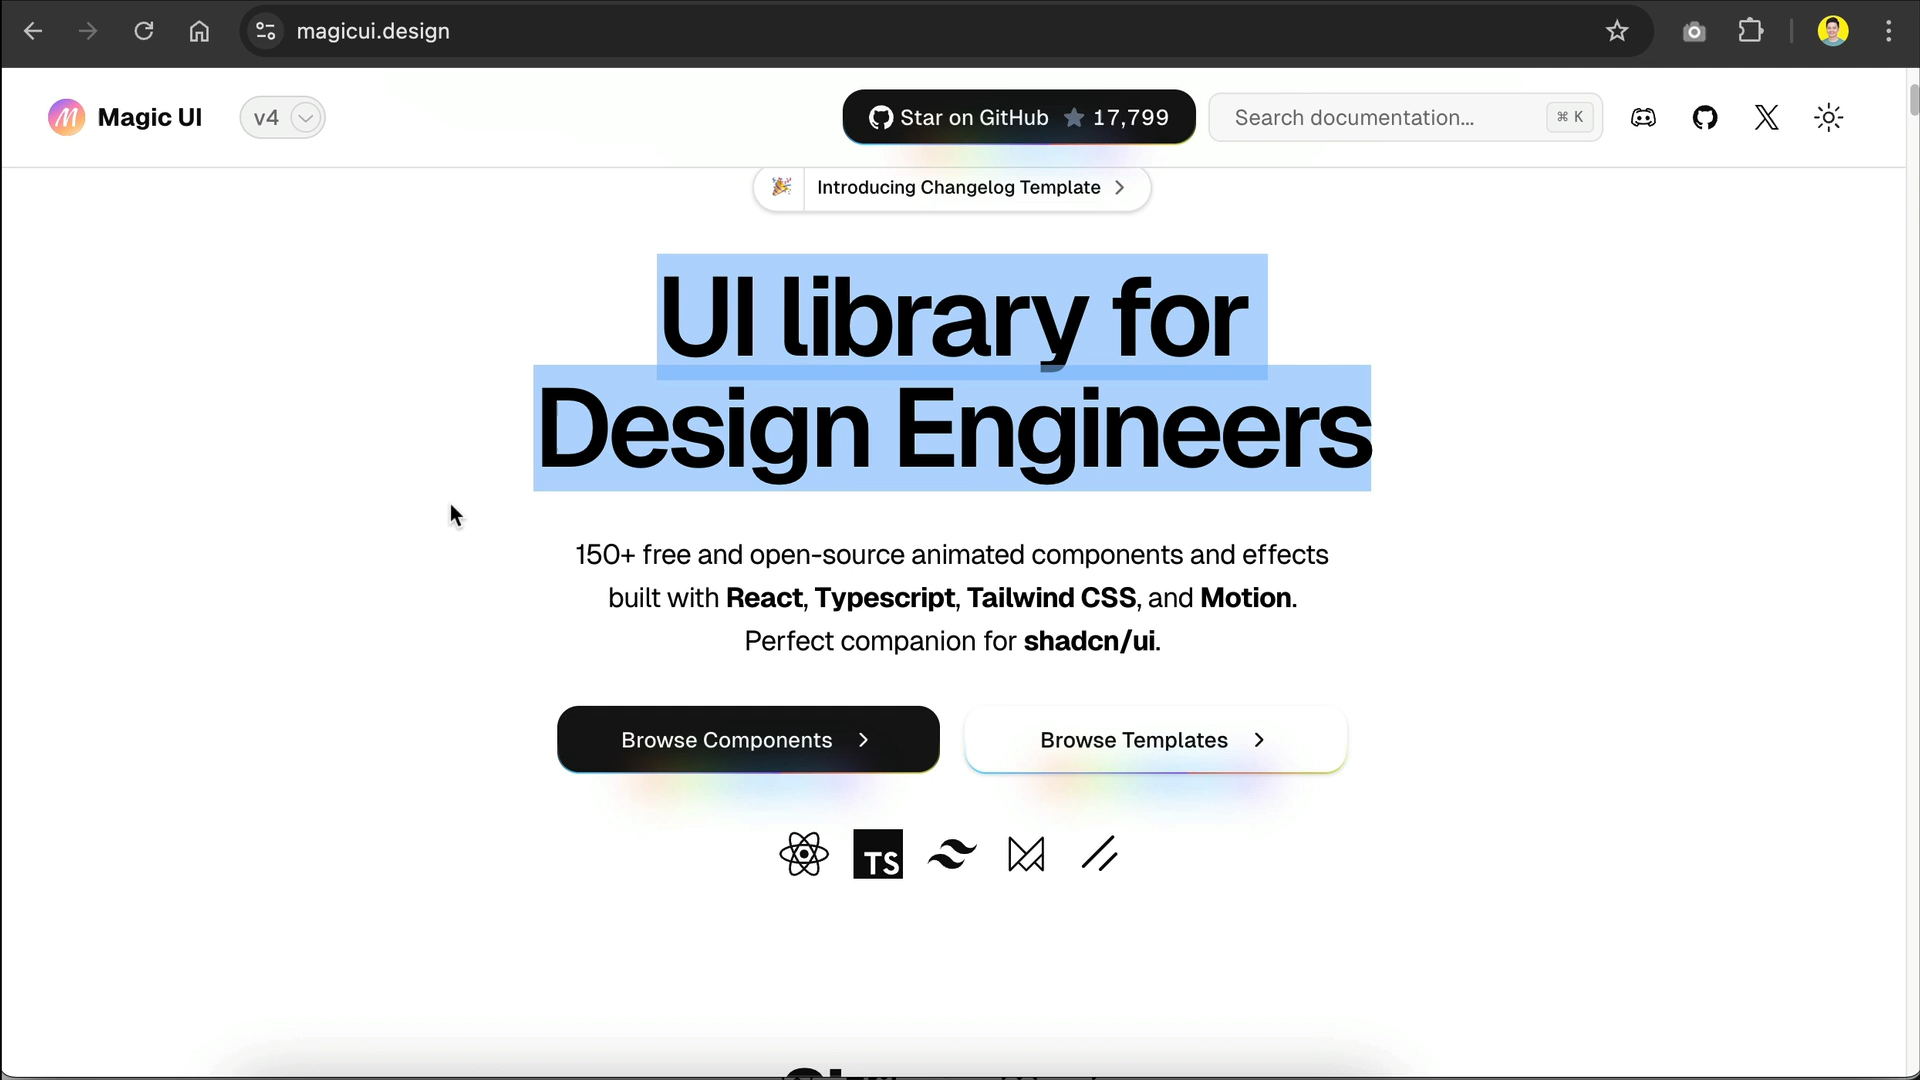 magicui.design
Magic UI
v4
Star on GitHub 17,799
Search documentation...
⌘ K
🎉 Introducing Changelog Template
UI library for
Design Engineers
150+ free and open-source animated components and effects
built with React, Typescript, Tailwind CSS, and Motion.
Perfect companion for shadcn/ui.
Browse Components
Browse Templates
TS